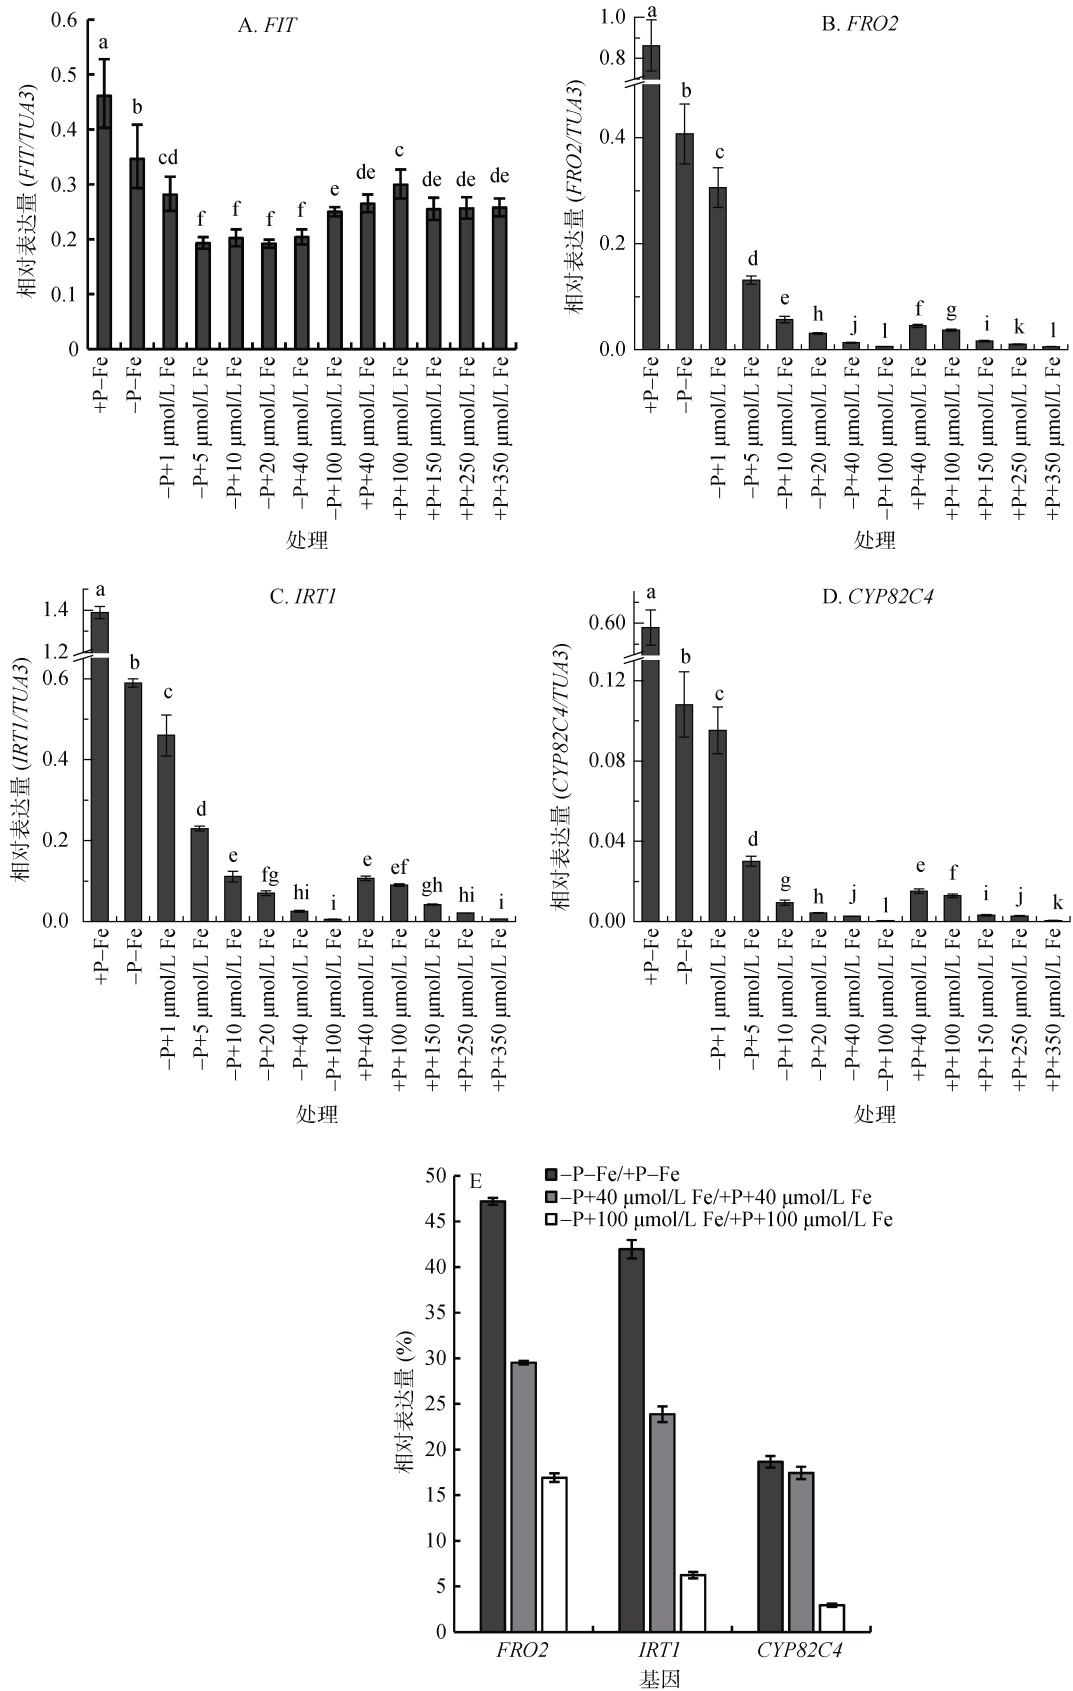 A. FIT
相对表达量 (FIT/TUA3)
0.6
0.5
0.4
0.3
0.2
0.1
0
a
b
cd
f
f
f
f
e
de
c
de
de
de
+P–Fe
–P–Fe
–P+1 μmol/L Fe
–P+5 μmol/L Fe
–P+10 μmol/L Fe
–P+20 μmol/L Fe
–P+40 μmol/L Fe
–P+100 μmol/L Fe
+P+40 μmol/L Fe
+P+100 μmol/L Fe
+P+150 μmol/L Fe
+P+250 μmol/L Fe
+P+350 μmol/L Fe
处理
B. FRO2
相对表达量 (FRO2/TUA3)
1.0
0.8
0.4
0.2
0.0
a
b
c
d
e
h
j
l
f
g
i
k
l
+P–Fe
–P–Fe
–P+1 μmol/L Fe
–P+5 μmol/L Fe
–P+10 μmol/L Fe
–P+20 μmol/L Fe
–P+40 μmol/L Fe
–P+100 μmol/L Fe
+P+40 μmol/L Fe
+P+100 μmol/L Fe
+P+150 μmol/L Fe
+P+250 μmol/L Fe
+P+350 μmol/L Fe
处理
C. IRT1
相对表达量 (IRT1/TUA3)
1.4
1.2
0.6
0.4
0.2
0.0
a
b
c
d
e
fg
hi
i
e
ef
gh
hi
i
+P–Fe
–P–Fe
–P+1 μmol/L Fe
–P+5 μmol/L Fe
–P+10 μmol/L Fe
–P+20 μmol/L Fe
–P+40 μmol/L Fe
–P+100 μmol/L Fe
+P+40 μmol/L Fe
+P+100 μmol/L Fe
+P+150 μmol/L Fe
+P+250 μmol/L Fe
+P+350 μmol/L Fe
处理
D. CYP82C4
相对表达量 (CYP82C4/TUA3)
0.60
0.12
0.08
0.04
0.00
a
b
c
d
g
h
j
l
e
f
i
j
k
+P–Fe
–P–Fe
–P+1 μmol/L Fe
–P+5 μmol/L Fe
–P+10 μmol/L Fe
–P+20 μmol/L Fe
–P+40 μmol/L Fe
–P+100 μmol/L Fe
+P+40 μmol/L Fe
+P+100 μmol/L Fe
+P+150 μmol/L Fe
+P+250 μmol/L Fe
+P+350 μmol/L Fe
处理
E
–P–Fe/+P–Fe
–P+40 μmol/L Fe/+P+40 μmol/L Fe
–P+100 μmol/L Fe/+P+100 μmol/L Fe
相对表达量 (%)
50
45
40
35
30
25
20
15
10
5
0
FRO2
IRT1
CYP82C4
基因